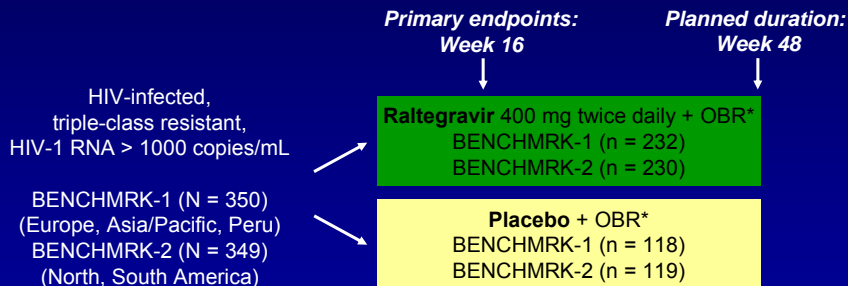 Primary endpoints:
Week 16
Planned duration:
Week 48
HIV-infected,
triple-class resistant,
HIV-1 RNA > 1000 copies/mL
BENCHMRK-1 (N = 350)
(Europe, Asia/Pacific, Peru)
BENCHMRK-2 (N = 349)
(North, South America)
Raltegravir 400 mg twice daily + OBR*
BENCHMRK-1 (n = 232)
BENCHMRK-2 (n = 230)
Placebo + OBR*
BENCHMRK-1 (n = 118)
BENCHMRK-2 (n = 119)